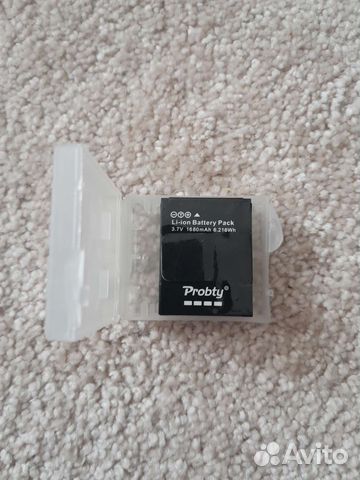 Li-ion Battery Pack
3.7V 1680mAh 6.216Wh
Probty®
Avito